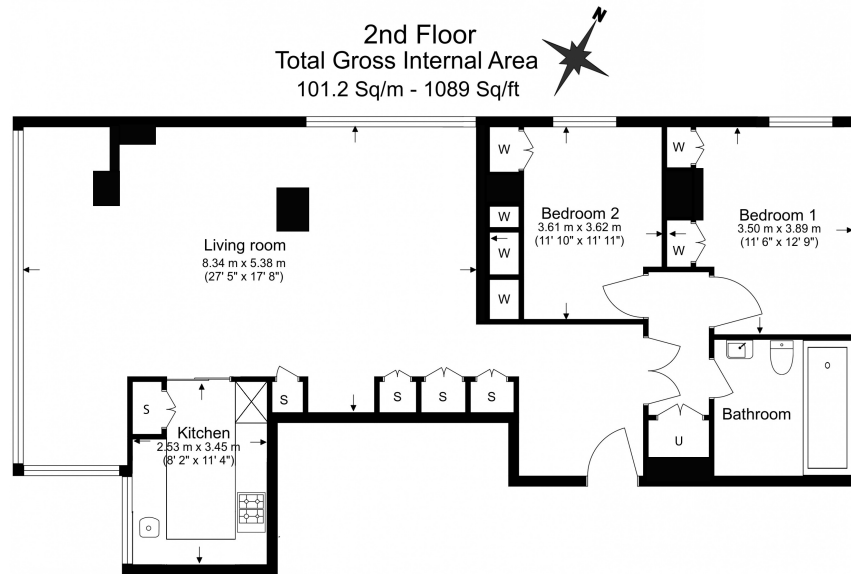 2nd Floor
Total Gross Internal Area
101.2 Sq/m - 1089 Sq/ft
N
W
W
W
W
Bedroom 2
3.61 m x 3.62 m
(11' 10" x 11' 11")
W
W
Bedroom 1
3.50 m x 3.89 m
(11' 6" x 12' 9")
Living room
8.34 m x 5.38 m
(27' 5" x 17' 8")
S
S
S
S
S
Kitchen
2.53 m x 3.45 m
(8' 2" x 11' 4")
U
Bathroom